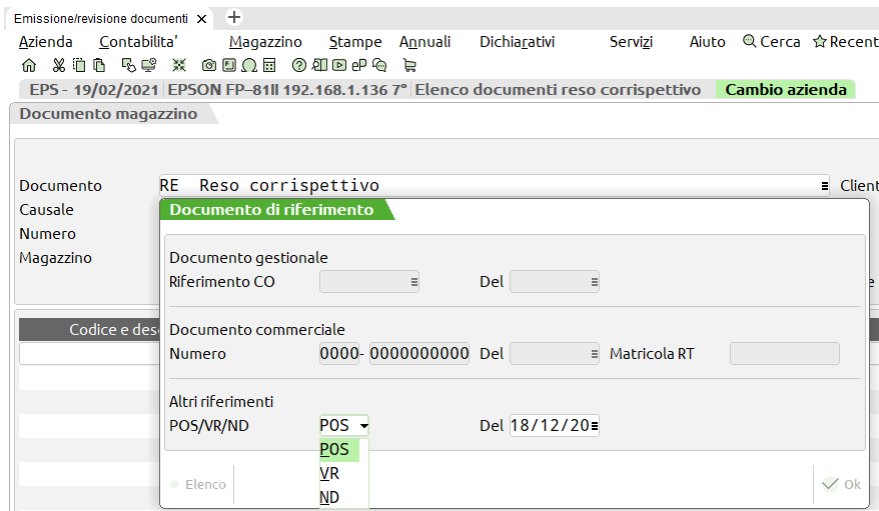 Emissione/revisione documenti × +
Azienda Contabilita' Magazzino Stampe Annuali Dichiarativi Servizi Aiuto Cerca Recent
EPS - 19/02/2021 EPSON FP-81II 192.168.1.136 7° Elenco documenti reso corrispettivo Cambio azienda
Documento magazzino
Documento RE Reso corrispettivo Client
Causale
Documento di riferimento
Numero
Magazzino
Documento gestionale
Riferimento CO Del
e
Documento commerciale
Codice e des
Numero 0000- 0000000000 Del Matricola RT
Altri riferimenti
POS/VR/ND POS Del 18/12/20
POS
VR
ND
Elenco Ok